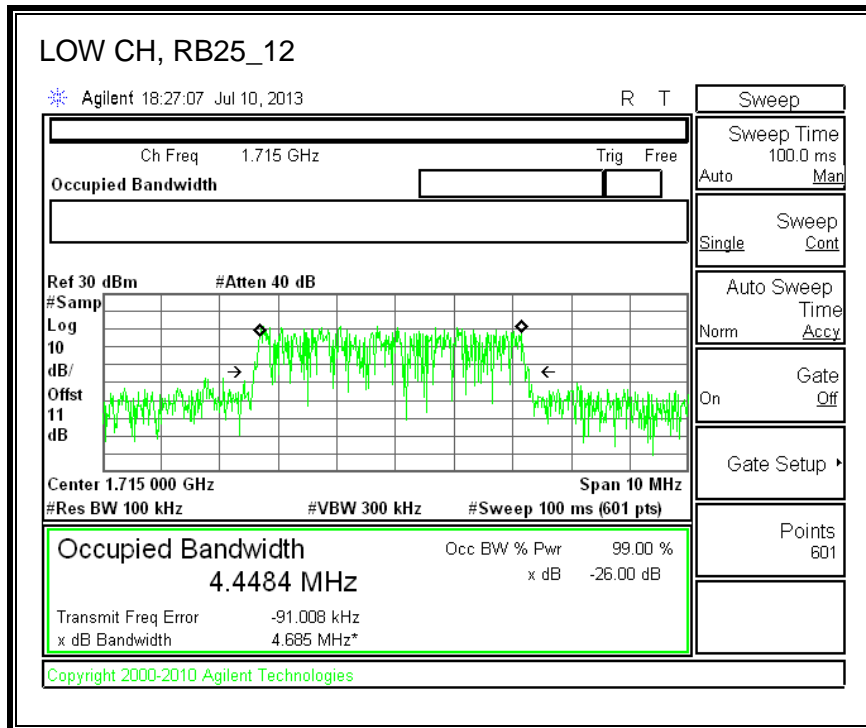 LOW CH, RB25_12
Agilent 18:27:07 Jul 10, 2013 R T
Ch Freq 1.715 GHz Trig Free
Occupied Bandwidth
Ref 30 dBm #Atten 40 dB
#Samp
Log
10
dB/
Offst
11
dB
Center 1.715 000 GHz Span 10 MHz
#Res BW 100 kHz #VBW 300 kHz #Sweep 100 ms (601 pts)
Occupied Bandwidth Occ BW % Pwr 99.00 %
4.4484 MHz x dB -26.00 dB
Transmit Freq Error -91.008 kHz
x dB Bandwidth 4.685 MHz*
Copyright 2000-2010 Agilent Technologies
Sweep
Sweep Time
100.0 ms
Auto Man
Sweep
Single Cont
Auto Sweep
Time
Norm Accy
Gate
On Off
Gate Setup
Points
601